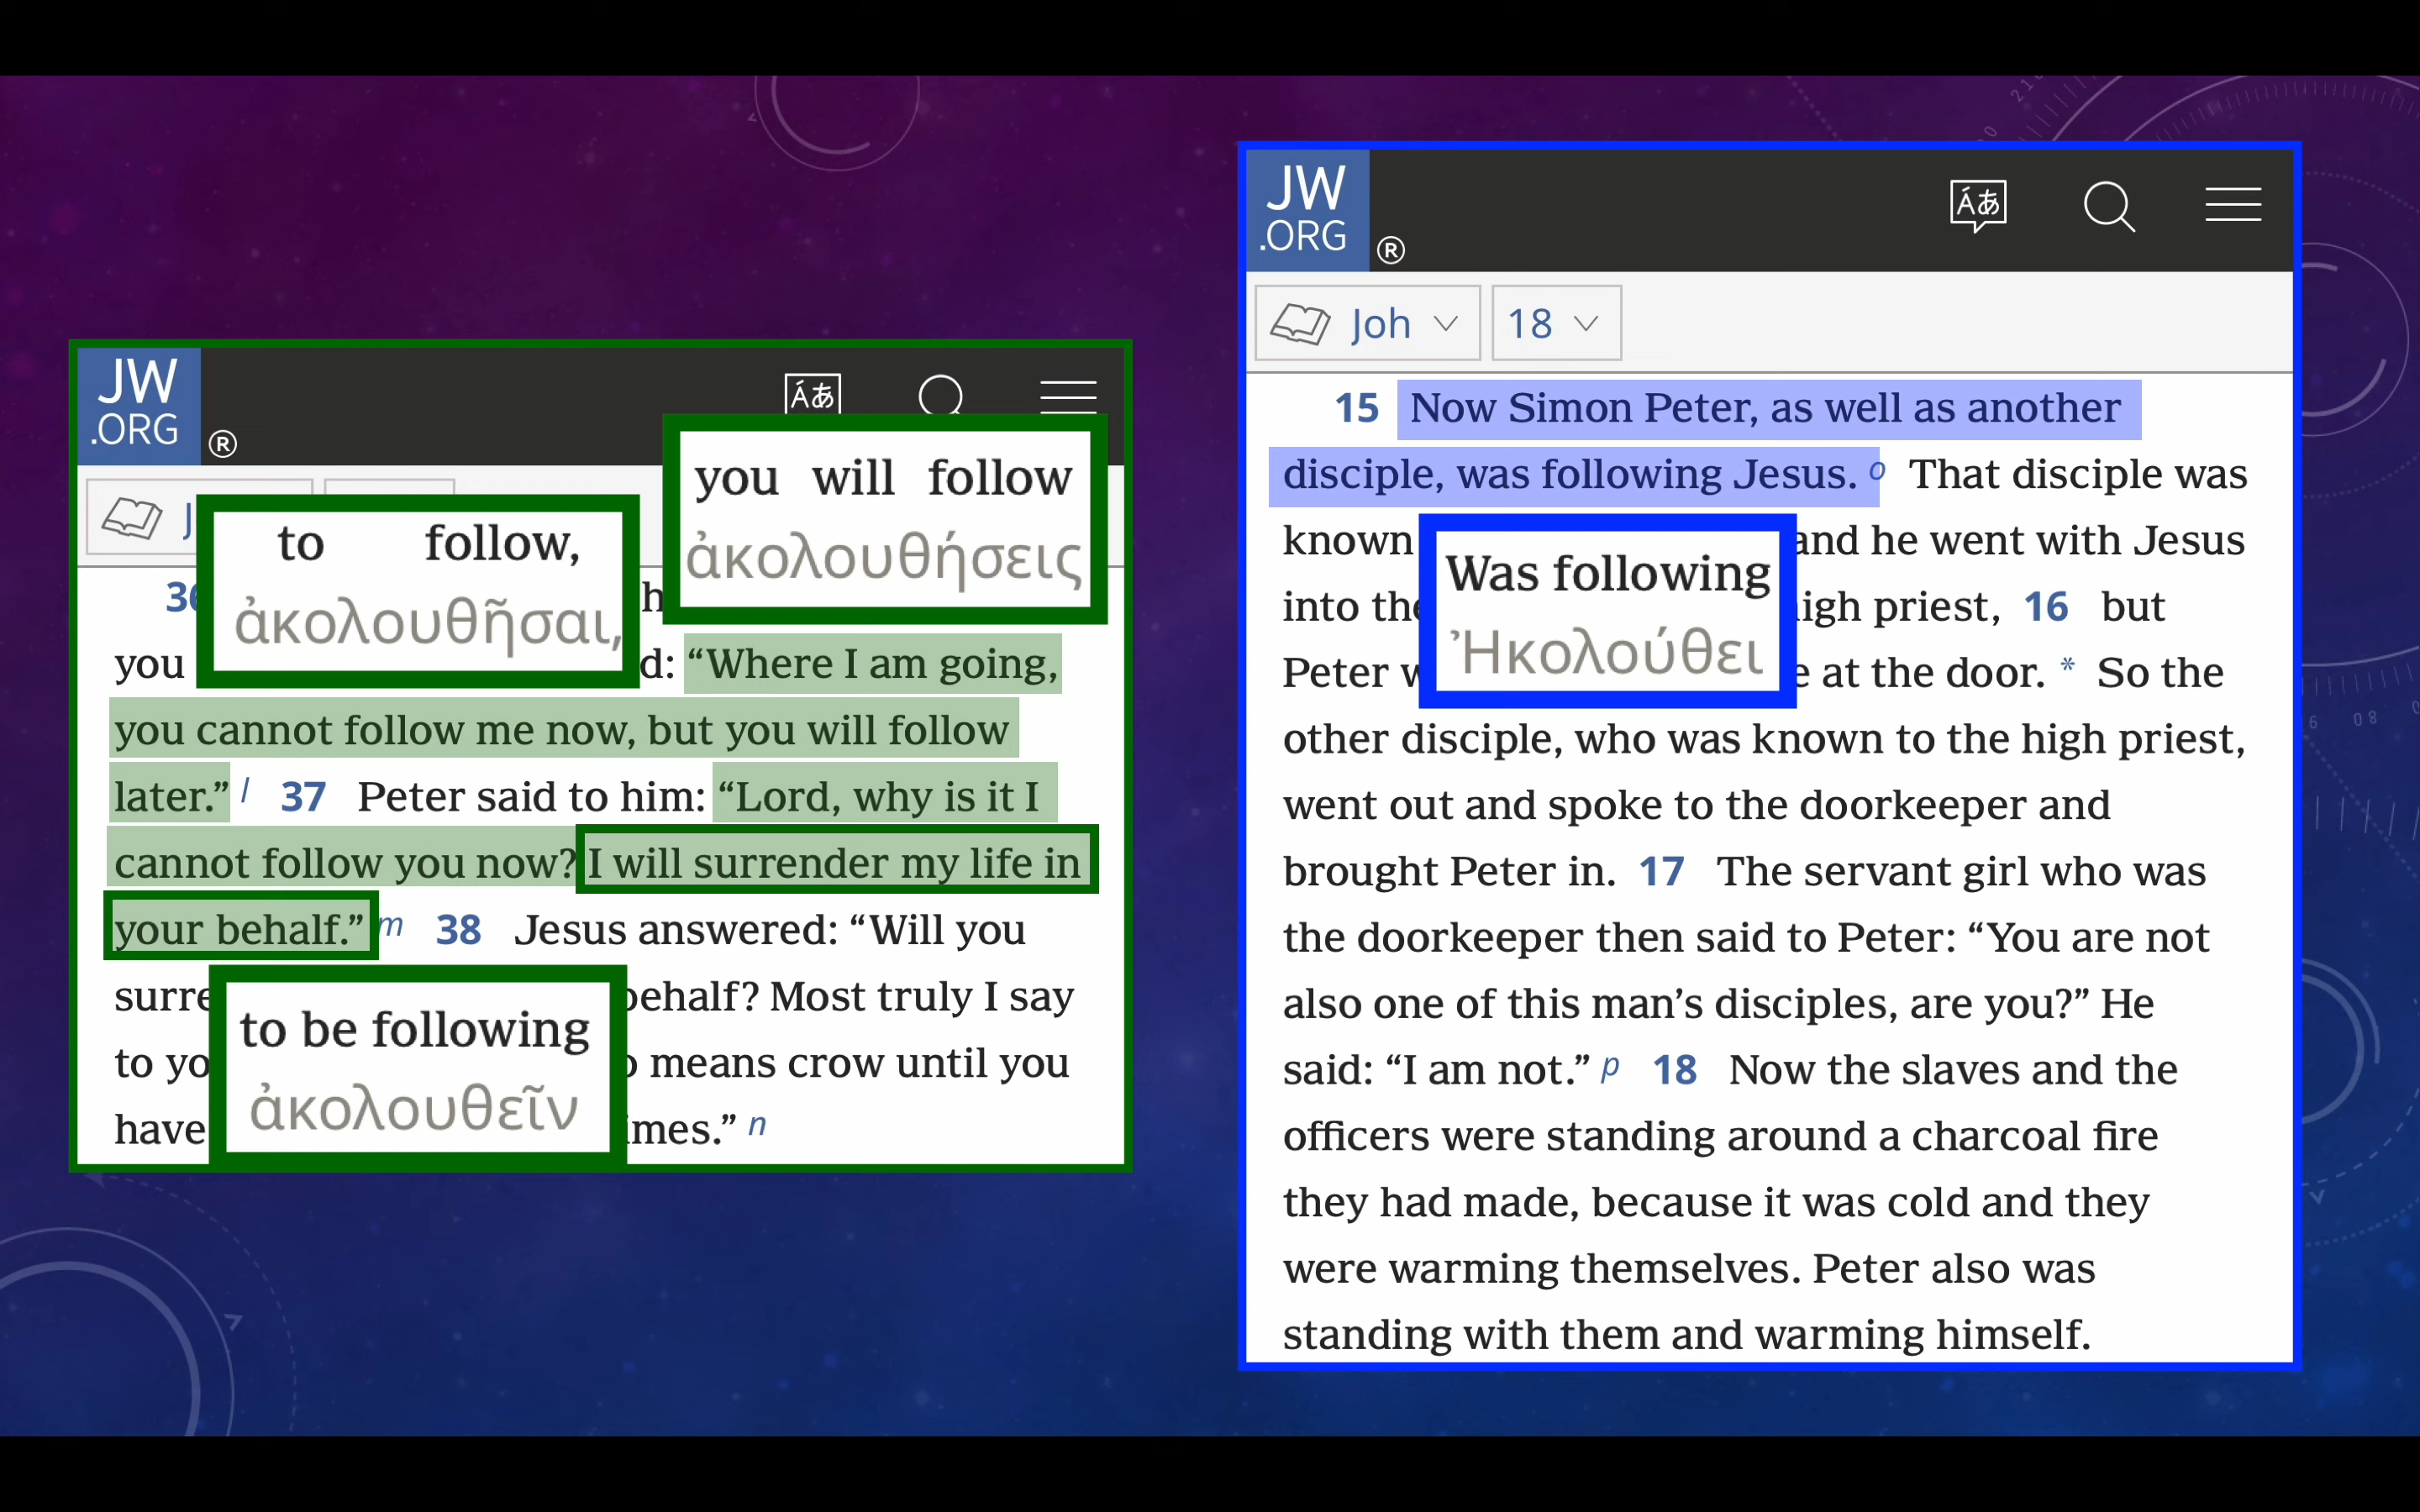 JW
.ORG ®
Áあ
you will follow
ἀκολουθήσεις
to follow,
ἀκολουθῆσαι,
you
“Where I am going,
you cannot follow me now, but you will follow
later.” l 37 Peter said to him: “Lord, why is it I
cannot follow you now? I will surrender my life in
your behalf.” m 38 Jesus answered: “Will you
behalf? Most truly I say
to be following
to means crow until you
ἀκολουθεῖν
have n
JW
.ORG ®
Áあ
Joh 18
15 Now Simon Peter, as well as another
disciple, was following Jesus. o That disciple was
known and he went with Jesus
into the high priest, 16 but
Was following
Ἠκολούθει
Peter at the door. * So the
other disciple, who was known to the high priest,
went out and spoke to the doorkeeper and
brought Peter in. 17 The servant girl who was
the doorkeeper then said to Peter: “You are not
also one of this man’s disciples, are you?” He
said: “I am not.” p 18 Now the slaves and the
officers were standing around a charcoal fire
they had made, because it was cold and they
were warming themselves. Peter also was
standing with them and warming himself.